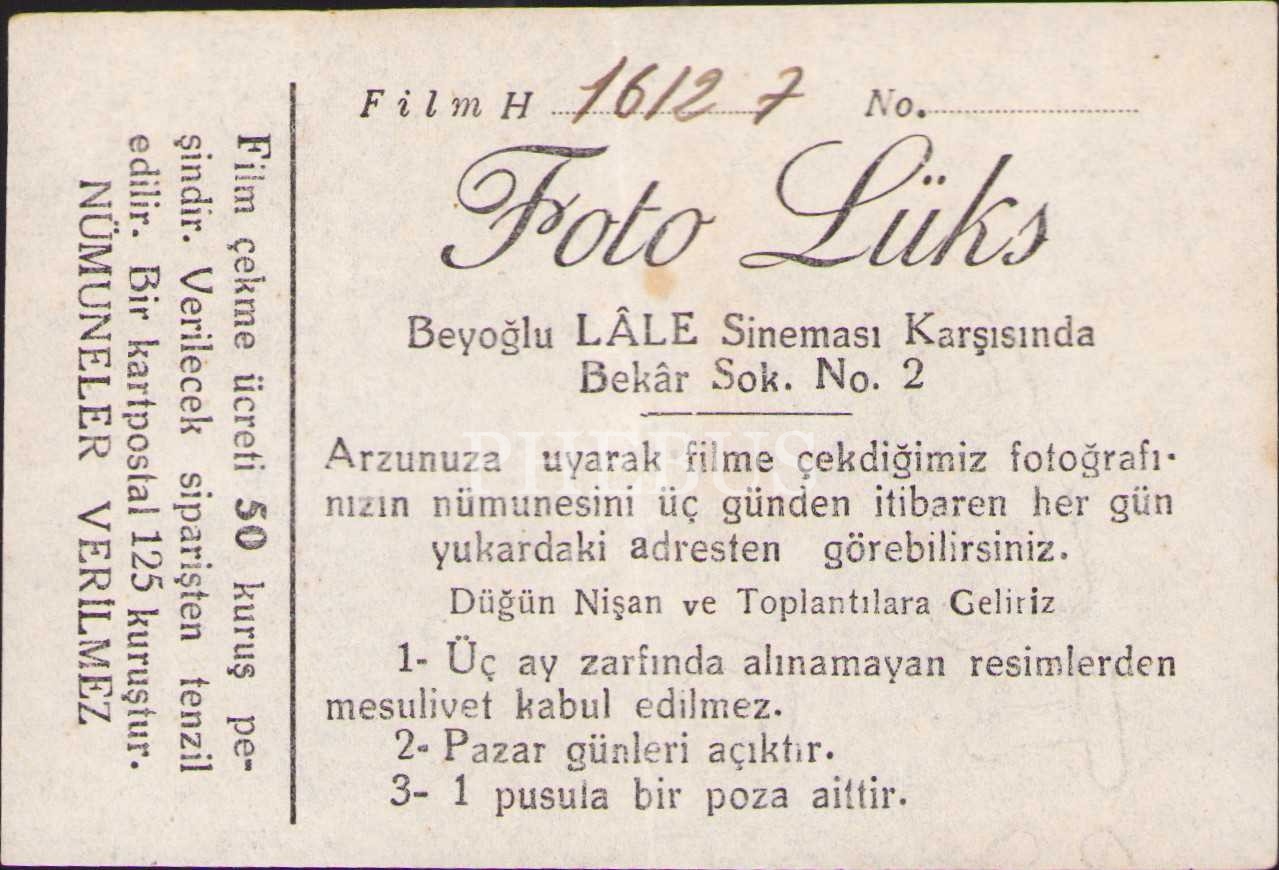 Film H 16127 No.
Foto Lüks
Beyoğlu LÂLE Sineması Karşısında
Bekâr Sok. No. 2
Arzunuza uyarak filme çekdiğimiz fotoğrafı-
nızın nümunesini üç günden itibaren her gün
yukardaki adresten görebilirsiniz.
Düğün Nişan ve Toplantılara Geliriz
1- Üç ay zarfında alınamayan resimlerden
mesuliyet kabul edilmez.
2- Pazar günleri açıktır.
3- 1 pusula bir poza aittir.
Film çekme ücreti 50 kuruş pe-
şindir. Verilecek siparişten tenzil
edilir. Bir kartpostal 125 kuruştur.
NÜMUNELER VERİLMEZ
PHEBUS